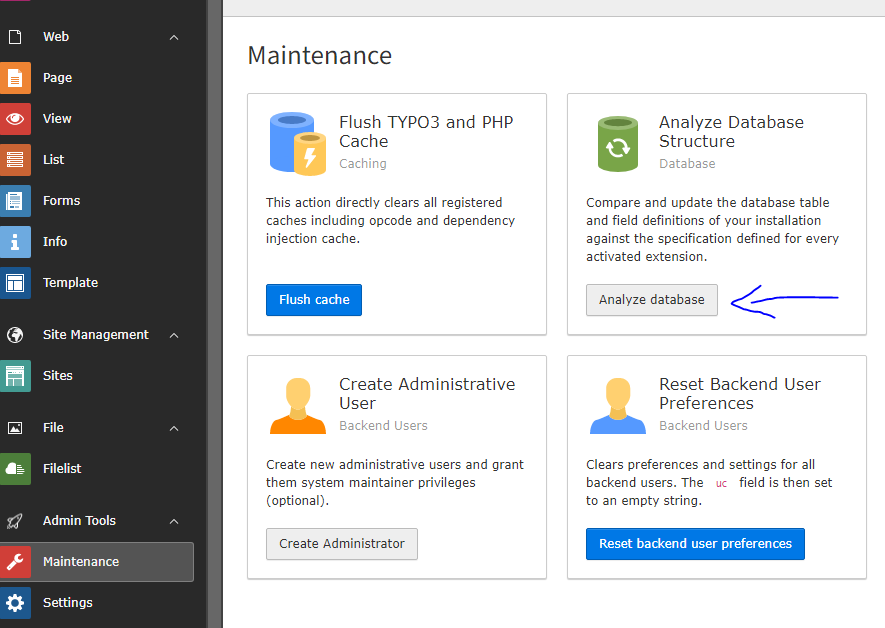 Web
Page
View
List
Forms
Info
Template
Site Management
Sites
File
Filelist
Admin Tools
Maintenance
Settings
Maintenance
Flush TYPO3 and PHP
Cache
Caching
This action directly clears all registered
caches including opcode and dependency
injection cache.
Flush cache
Analyze Database
Structure
Database
Compare and update the database table
and field definitions of your installation
against the specification defined for every
activated extension.
Analyze database
Create Administrative
User
Backend Users
Create new administrative users and grant
them system maintainer privileges
(optional).
Create Administrator
Reset Backend User
Preferences
Backend Users
Clears preferences and settings for all
backend users. The uc field is then set
to an empty string.
Reset backend user preferences